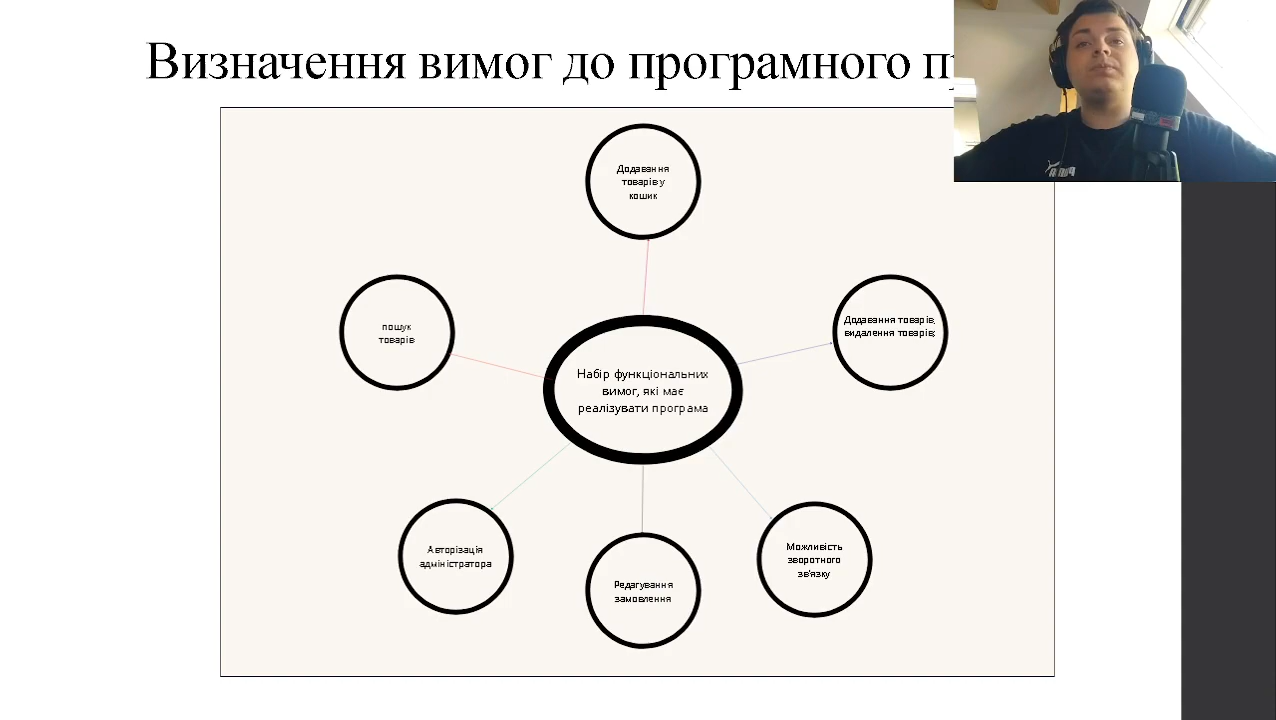 Визначення вимог до програмного
Додавання
товарів у
кошик
пошук
товарів
Додавання товарів,
видалення товарів;
Набір функціональних
вимог, які має
реалізувати програма
Авторізація
адміністратора
Редагування
замовлення
Можливість
зворотного
зв'язку